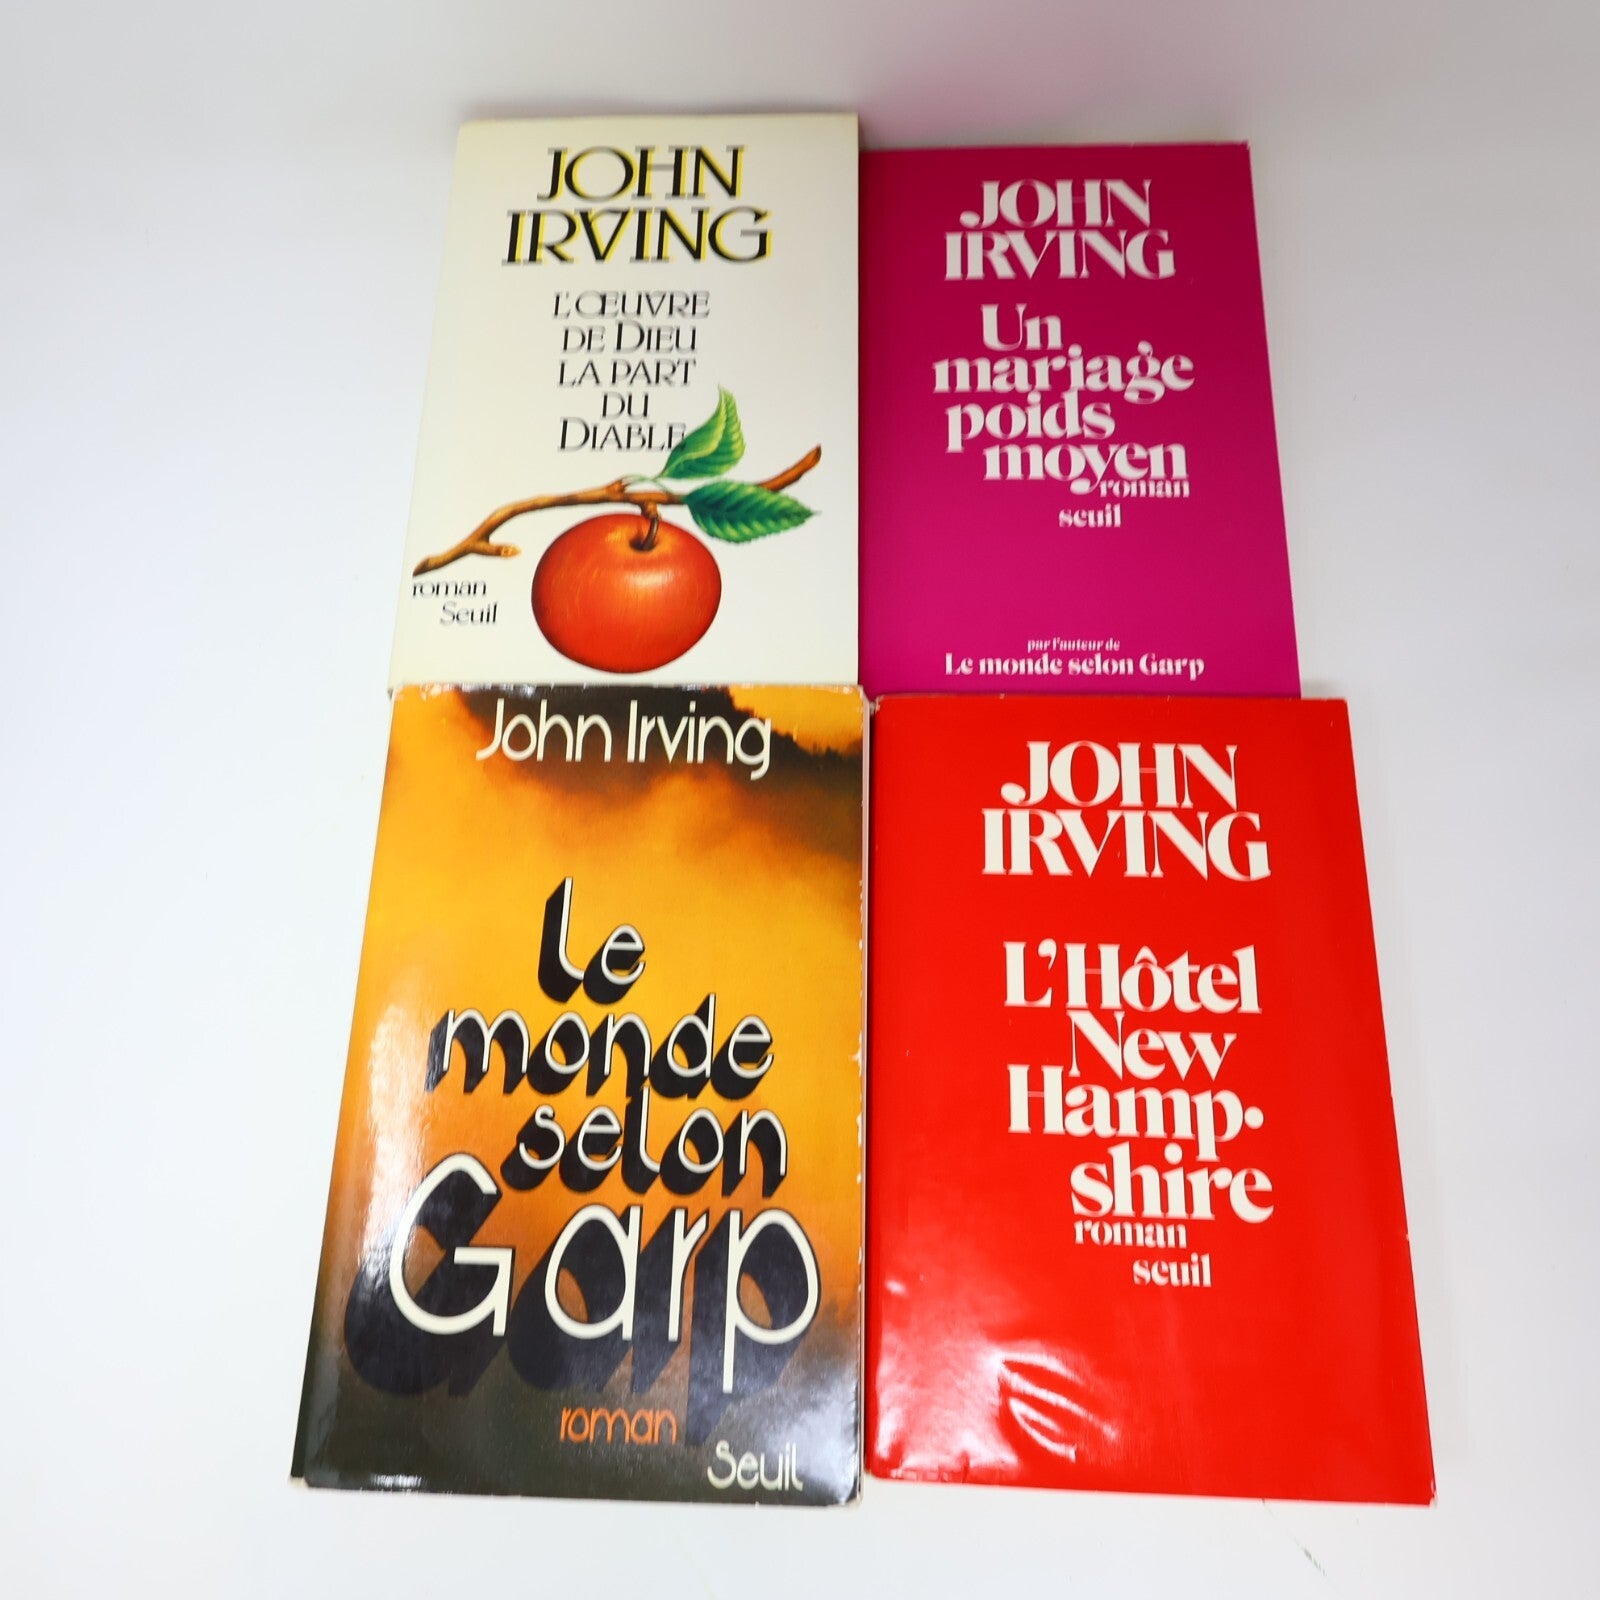 JOHN
IRVING
L'ŒUVRE
DE DIEU
LA PART
DU
DIABLE
roman
Seuil
JOHN
IRVING
Un
mariage
poids
moyen
roman
seuil
par l'auteur de
Le monde selon Garp
John Irving
Le
monde
selon
Garp
roman
Seuil
JOHN
IRVING
L'Hôtel
New
Hamp-
shire
roman
seuil